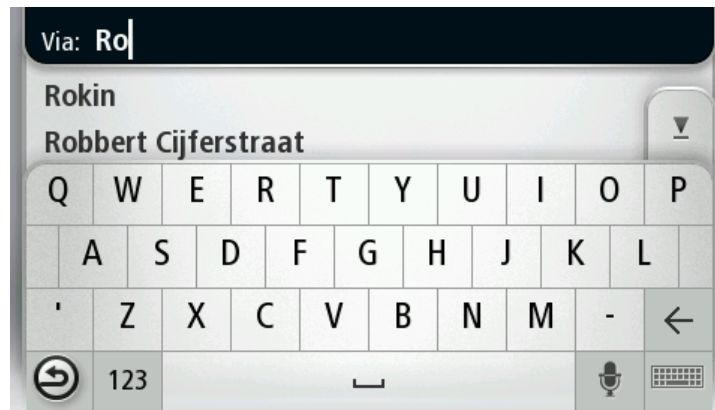 Via: Ro
Rokin
Robbert Cijferstraat
Q W E R T Y U I O P
A S D F G H J K L
' Z X C V B N M -
123